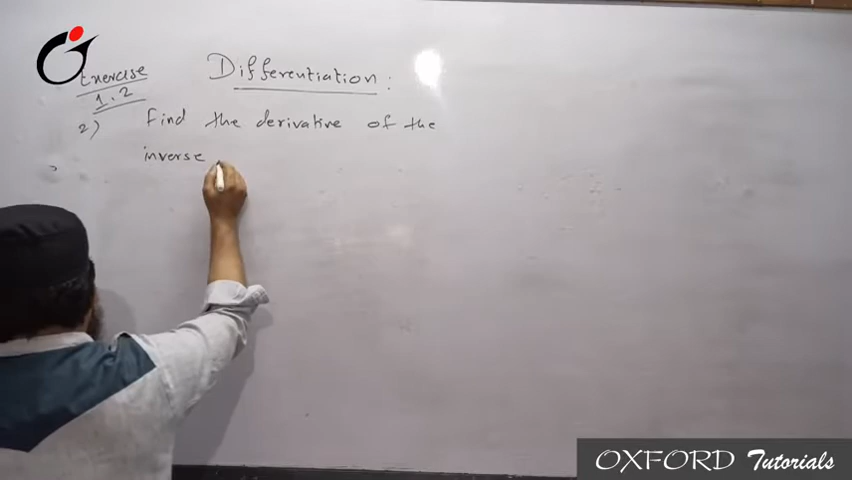 Differentiation:
Exercise
1.2
2) Find the derivative of the
inverse
OXFORD Tutorials